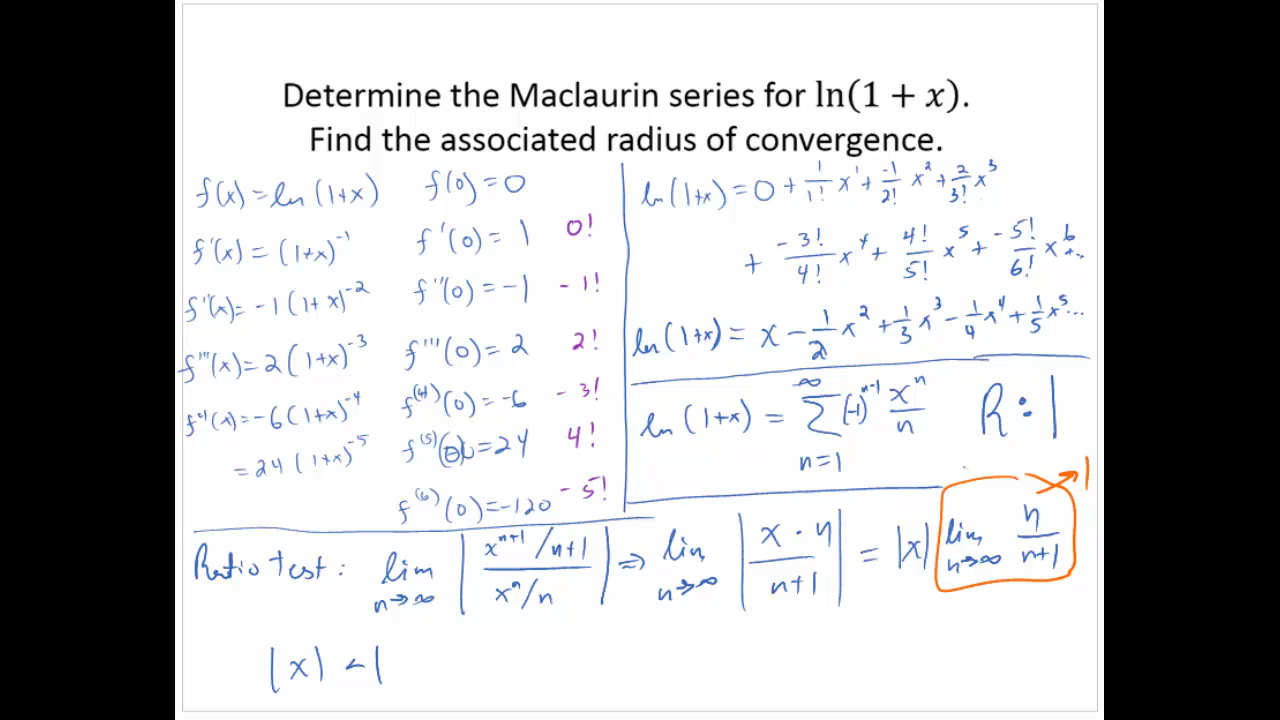 Determine the Maclaurin series for ln(1 + x).
Find the associated radius of convergence.
f(x) = ln (1+x) f(0) = 0
f'(x) = (1+x)^-1 f'(0) = 1 0!
f''(x) = -1 (1+x)^-2 f''(0) = -1 - 1!
f'''(x) = 2 (1+x)^-3 f'''(0) = 2 2!
f^4(x) = -6 (1+x)^-4 f^(4)(0) = -6 - 3!
= 24 (1+x)^-5 f^(5)(0) = 24 4!
f^(6)(0) = -120 - 5!
ln (1+x) = 0 + 1/1! x^1 + -1/2! x^2 + 2/3! x^3
+ -3!/4! x^4 + 4!/5! x^5 + -5!/6! x^6 + ..
ln (1+x) = x - 1/2 x^2 + 1/3 x^3 - 1/4 x^4 + 1/5 x^5 ...
ln (1+x) = ∑_{n=1}^{∞} (-1)^{n-1} x^n/n R : 1
Ratio test: lim_{n→∞} | (x^{n+1}/n+1) / (x^n/n) | ⇒ lim_{n→∞} | x · n / n+1 | = |x| lim_{n→∞} n/n+1 → 1
|x| < 1